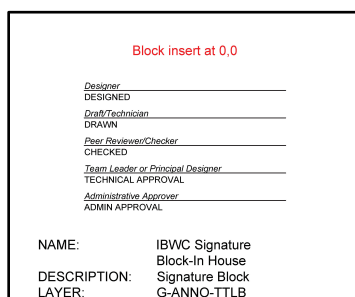 Block insert at 0,0
Designer
DESIGNED
Draft/Technician
DRAWN
Peer Reviewer/Checker
CHECKED
Team Leader or Principal Designer
TECHNICAL APPROVAL
Administrative Approver
ADMIN APPROVAL
NAME: IBWC Signature
Block-In House
DESCRIPTION: Signature Block
LAYER: G-ANNO-TTLB